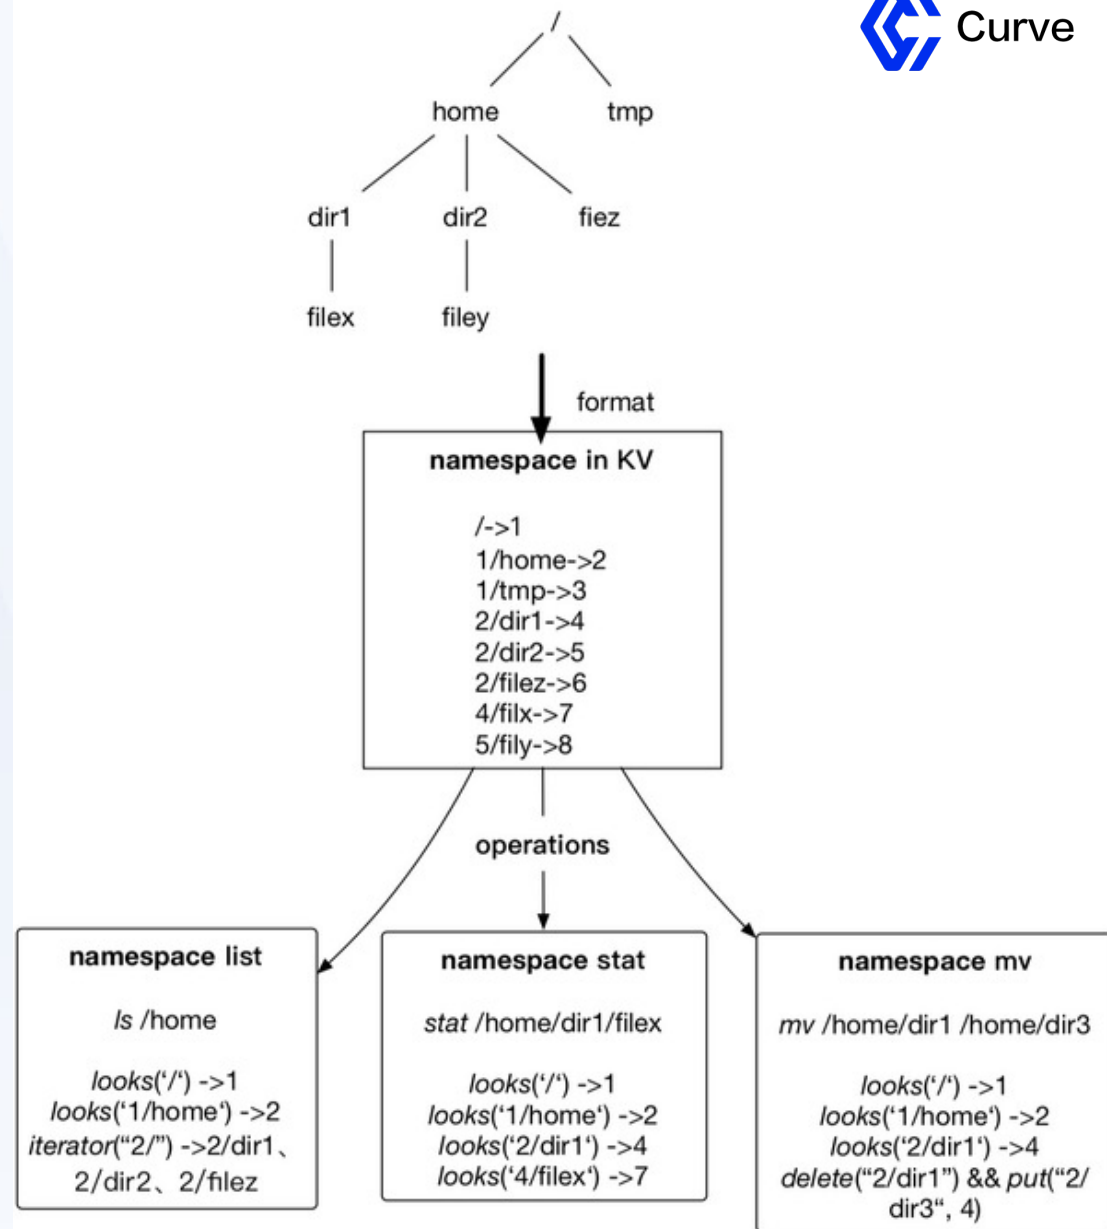 /
Curve
home
tmp
dir1
dir2
fiez
filex
filey
format
namespace in KV
/->1
1/home->2
1/tmp->3
2/dir1->4
2/dir2->5
2/filez->6
4/filx->7
5/fily->8
operations
namespace list
ls /home
looks(‘/‘) ->1
looks(‘1/home‘) ->2
iterator(“2/”) ->2/dir1、
2/dir2、2/filez
namespace stat
stat /home/dir1/filex
looks(‘/‘) ->1
looks(‘1/home‘) ->2
looks(‘2/dir1‘) ->4
looks(‘4/filex‘) ->7
namespace mv
mv /home/dir1 /home/dir3
looks(‘/‘) ->1
looks(‘1/home‘) ->2
looks(‘2/dir1‘) ->4
delete(“2/dir1”) && put(“2/
dir3“, 4)